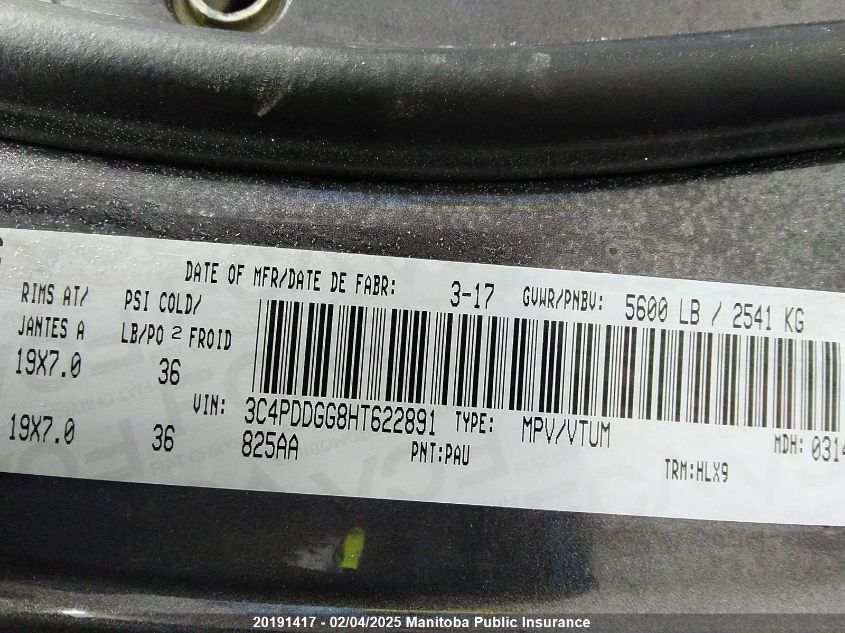 DATE OF MFR/DATE DE FABR: 3-17 GVWR/PNBV: 5600 LB / 2541 KG
RIMS AT/ PSI COLD/
JANTES A LB/PO 2 FROID
19X7.0 36
VIN: 3C4PDDGG8HT622891 TYPE: MPV/VTUM MDH: 0314
19X7.0 36 825AA PNT:PAU TRM:HLX9
20191417 - 02/04/2025 Manitoba Public Insurance